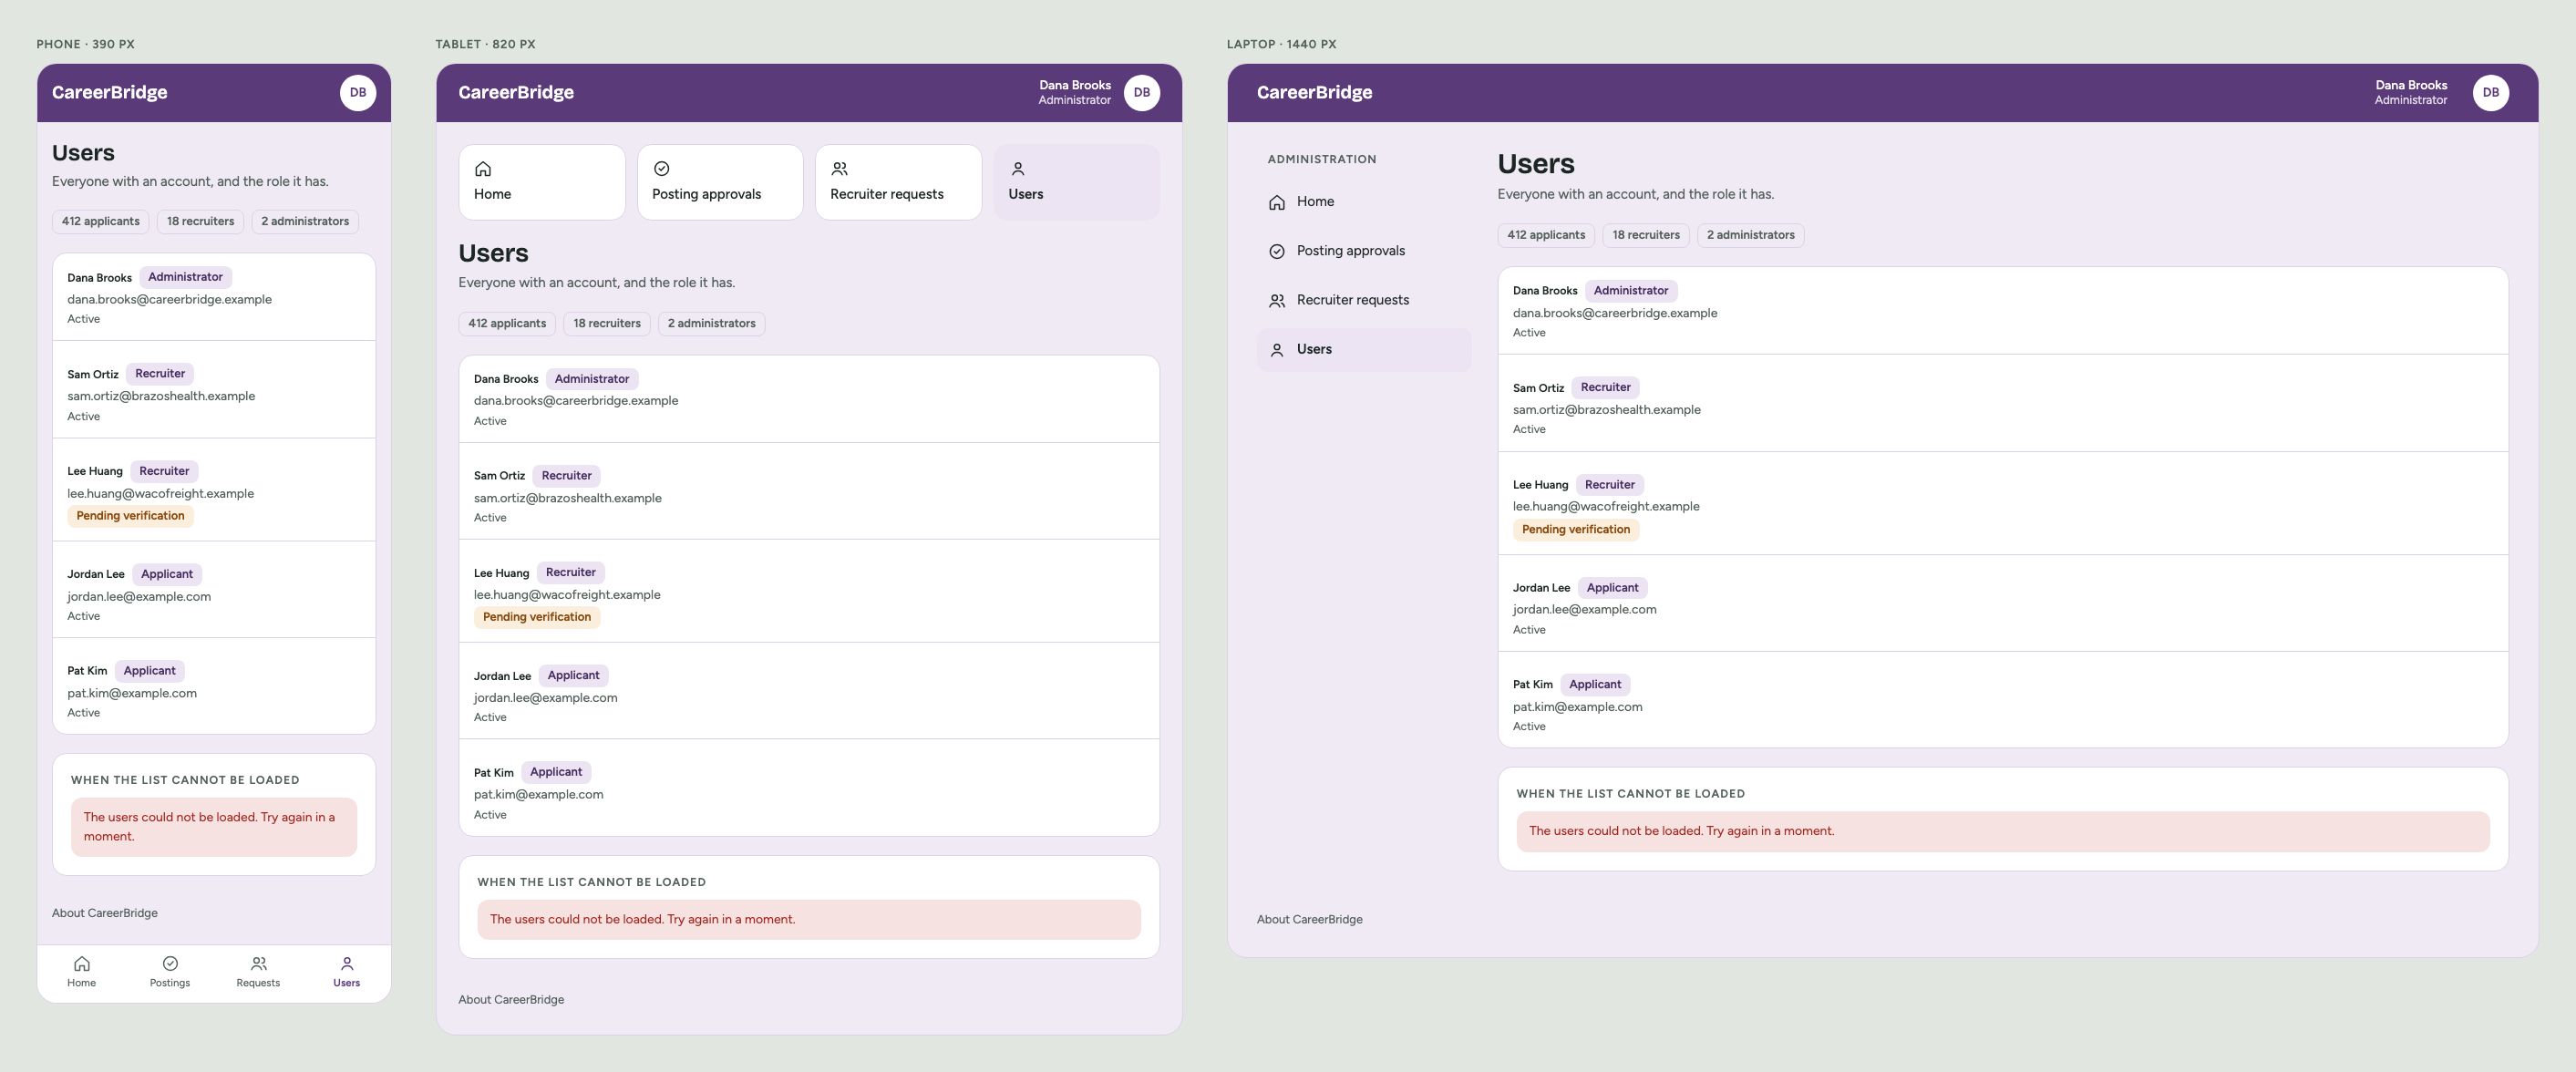 PHONE · 390 PX
CareerBridge
DB
Users
Everyone with an account, and the role it has.
412 applicants
18 recruiters
2 administrators
Dana Brooks
Administrator
dana.brooks@careerbridge.example
Active
Sam Ortiz
Recruiter
sam.ortiz@brazoshealth.example
Active
Lee Huang
Recruiter
lee.huang@wacofreight.example
Pending verification
Jordan Lee
Applicant
jordan.lee@example.com
Active
Pat Kim
Applicant
pat.kim@example.com
Active
WHEN THE LIST CANNOT BE LOADED
The users could not be loaded. Try again in a
moment.
About CareerBridge
Home
Postings
Requests
Users
TABLET · 820 PX
CareerBridge
Dana Brooks
Administrator
DB
Home
Posting approvals
Recruiter requests
Users
Users
Everyone with an account, and the role it has.
412 applicants
18 recruiters
2 administrators
Dana Brooks
Administrator
dana.brooks@careerbridge.example
Active
Sam Ortiz
Recruiter
sam.ortiz@brazoshealth.example
Active
Lee Huang
Recruiter
lee.huang@wacofreight.example
Pending verification
Jordan Lee
Applicant
jordan.lee@example.com
Active
Pat Kim
Applicant
pat.kim@example.com
Active
WHEN THE LIST CANNOT BE LOADED
The users could not be loaded. Try again in a moment.
About CareerBridge
LAPTOP · 1440 PX
CareerBridge
Dana Brooks
Administrator
DB
ADMINISTRATION
Home
Posting approvals
Recruiter requests
Users
Users
Everyone with an account, and the role it has.
412 applicants
18 recruiters
2 administrators
Dana Brooks
Administrator
dana.brooks@careerbridge.example
Active
Sam Ortiz
Recruiter
sam.ortiz@brazoshealth.example
Active
Lee Huang
Recruiter
lee.huang@wacofreight.example
Pending verification
Jordan Lee
Applicant
jordan.lee@example.com
Active
Pat Kim
Applicant
pat.kim@example.com
Active
WHEN THE LIST CANNOT BE LOADED
The users could not be loaded. Try again in a moment.
About CareerBridge